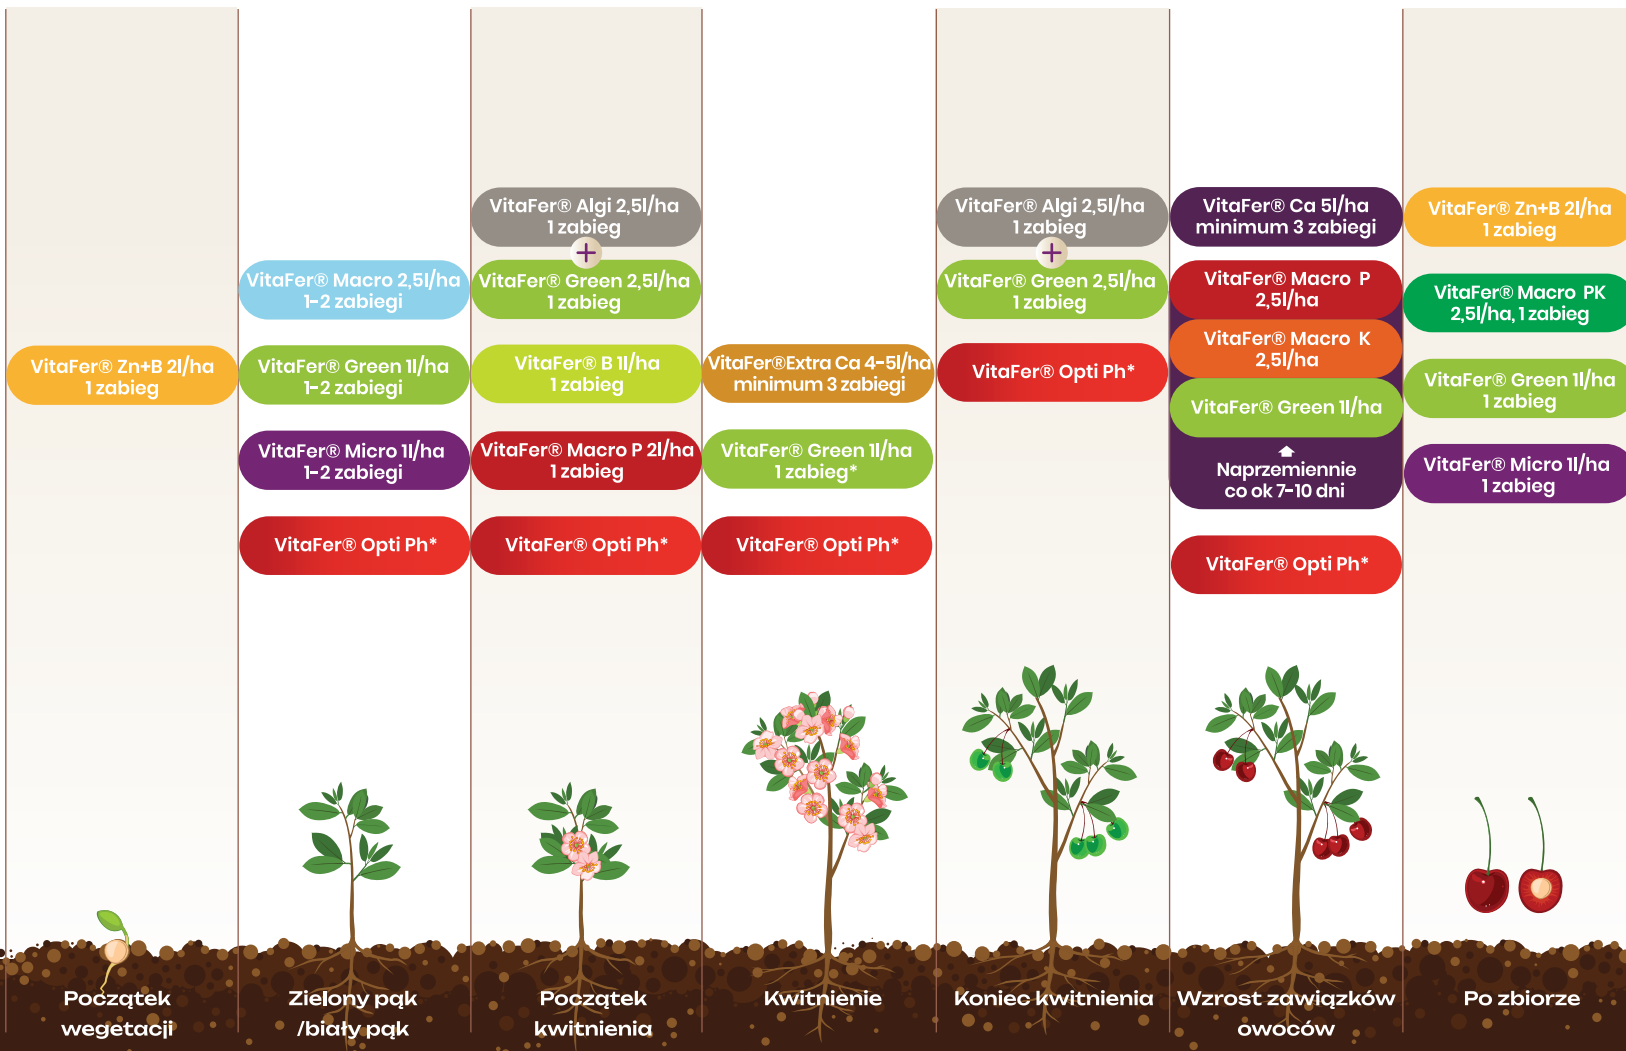 VitaFer® Zn+B 2l/ha
1 zabieg
Początek
wegetacji
VitaFer® Macro 2,5l/ha
1-2 zabiegi
VitaFer® Green 1l/ha
1-2 zabiegi
VitaFer® Micro 1l/ha
1-2 zabiegi
VitaFer® Opti Ph*
Zielony pąk
/biały pąk
VitaFer® Algi 2,5l/ha
1 zabieg
+
VitaFer® Green 2,5l/ha
1 zabieg
VitaFer® B 1l/ha
1 zabieg
VitaFer® Macro P 2l/ha
1 zabieg
VitaFer® Opti Ph*
Początek
kwitnienia
VitaFer®Extra Ca 4-5l/ha
minimum 3 zabiegi
VitaFer® Green 1l/ha
1 zabieg*
VitaFer® Opti Ph*
Kwitnienie
VitaFer® Algi 2,5l/ha
1 zabieg
+
VitaFer® Green 2,5l/ha
1 zabieg
VitaFer® Opti Ph*
Koniec kwitnienia
VitaFer® Ca 5l/ha
minimum 3 zabiegi
VitaFer® Macro P
2,5l/ha
VitaFer® Macro K
2,5l/ha
VitaFer® Green 1l/ha
Naprzemiennie
co ok 7-10 dni
VitaFer® Opti Ph*
Wzrost zawiązków
owoców
VitaFer® Zn+B 2l/ha
1 zabieg
VitaFer® Macro PK
2,5l/ha, 1 zabieg
VitaFer® Green 1l/ha
1 zabieg
VitaFer® Micro 1l/ha
1 zabieg
Po zbiorze